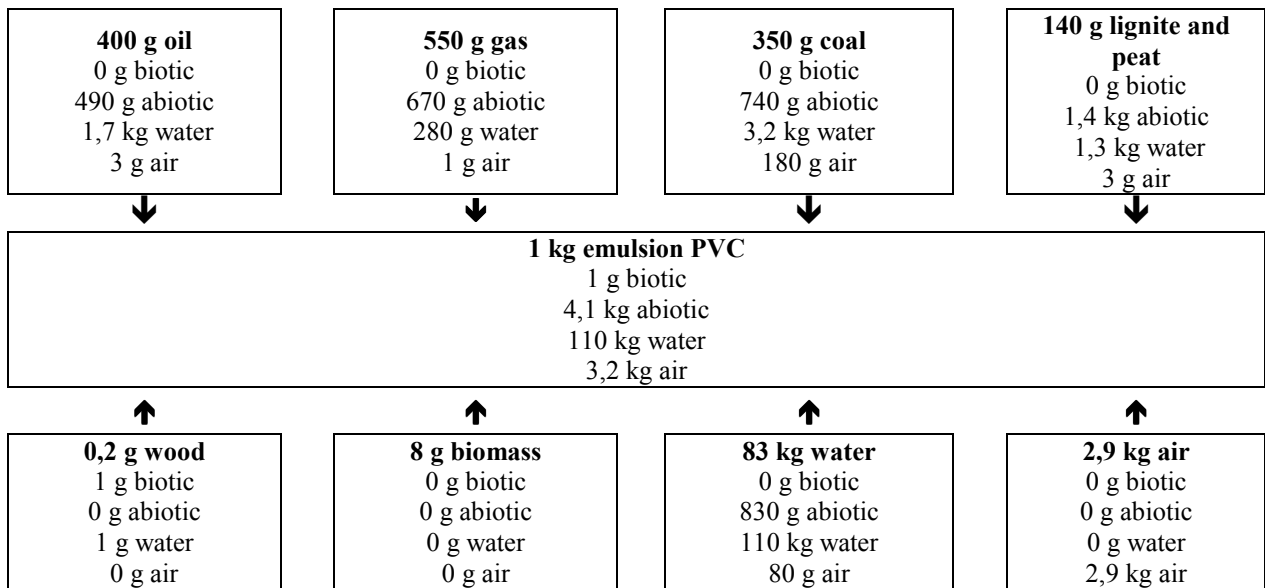 400 g oil
0 g biotic
490 g abiotic
1,7 kg water
3 g air
550 g gas
0 g biotic
670 g abiotic
280 g water
1 g air
350 g coal
0 g biotic
740 g abiotic
3,2 kg water
180 g air
140 g lignite and
peat
0 g biotic
1,4 kg abiotic
1,3 kg water
3 g air
1 kg emulsion PVC
1 g biotic
4,1 kg abiotic
110 kg water
3,2 kg air
0,2 g wood
1 g biotic
0 g abiotic
1 g water
0 g air
8 g biomass
0 g biotic
0 g abiotic
0 g water
0 g air
83 kg water
0 g biotic
830 g abiotic
110 kg water
80 g air
2,9 kg air
0 g biotic
0 g abiotic
0 g water
2,9 kg air